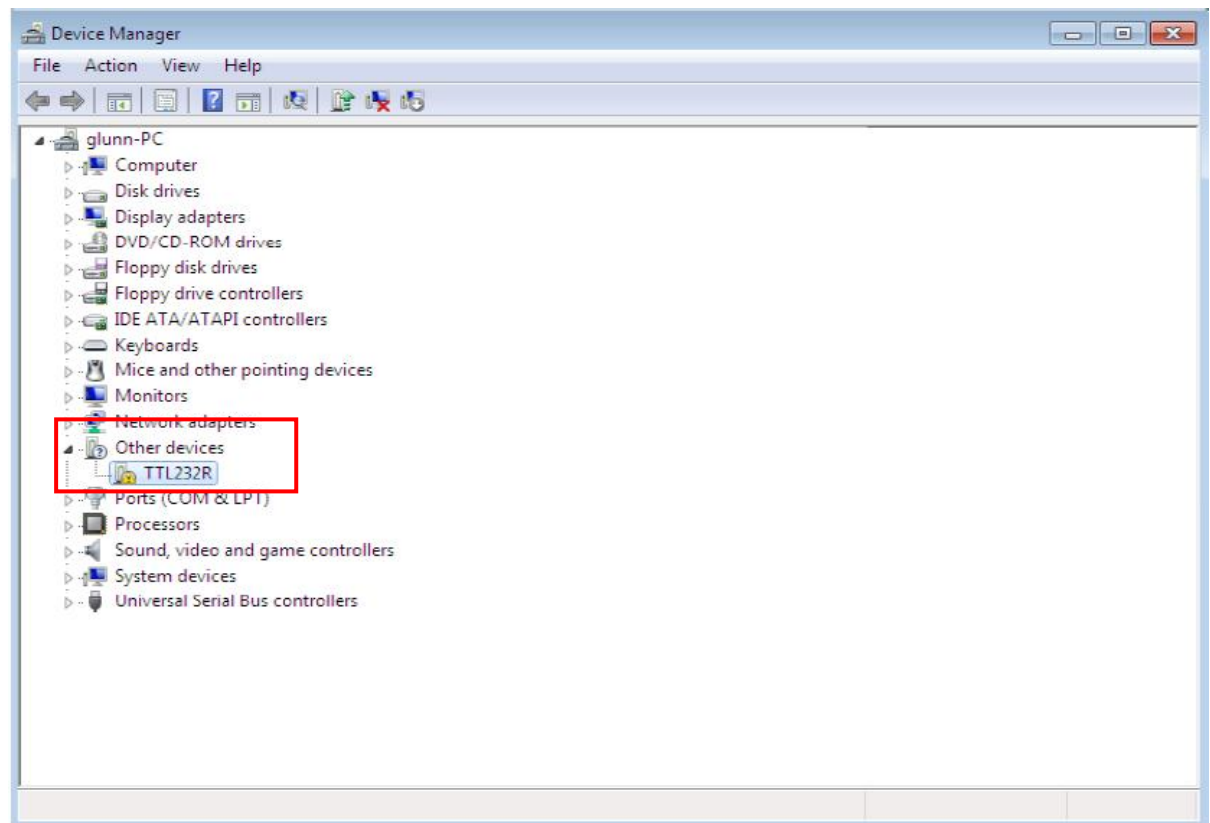 Device Manager
File Action View Help
glunn-PC
Computer
Disk drives
Display adapters
DVD/CD-ROM drives
Floppy disk drives
Floppy drive controllers
IDE ATA/ATAPI controllers
Keyboards
Mice and other pointing devices
Monitors
Network adapters
Other devices
TTL232R
Ports (COM & LPT)
Processors
Sound, video and game controllers
System devices
Universal Serial Bus controllers